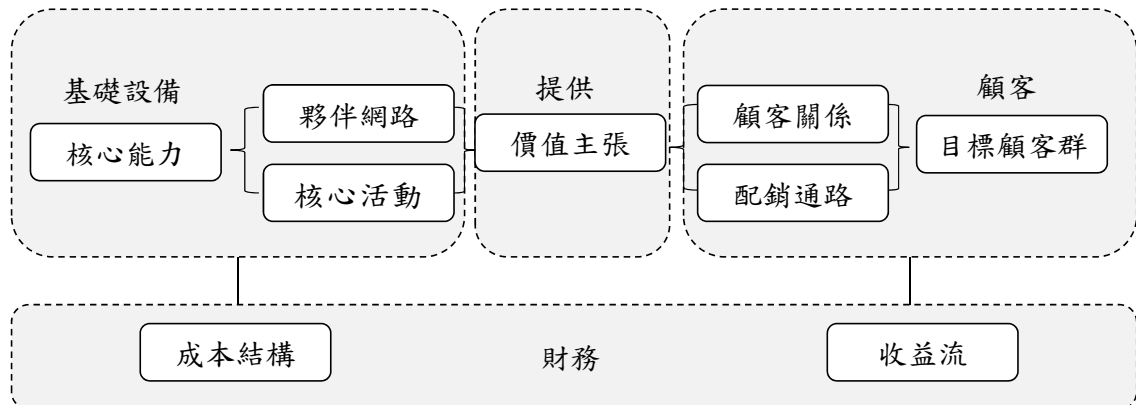 基礎設備
核心能力
夥伴網路
核心活動
提供
價值主張
顧客關係
配銷通路
顧客
目標顧客群
成本結構
財務
收益流